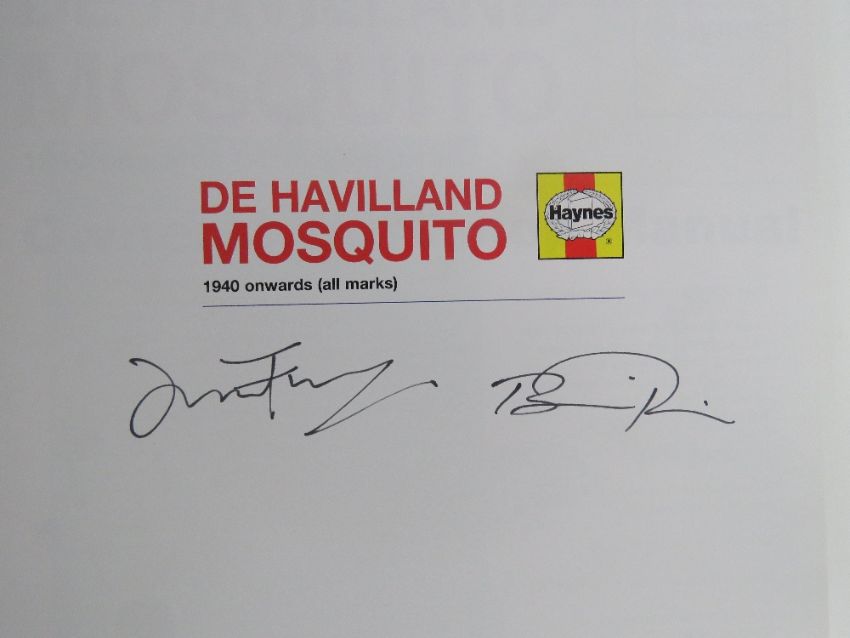 DE HAVILLAND
MOSQUITO
Haynes
®
1940 onwards (all marks)